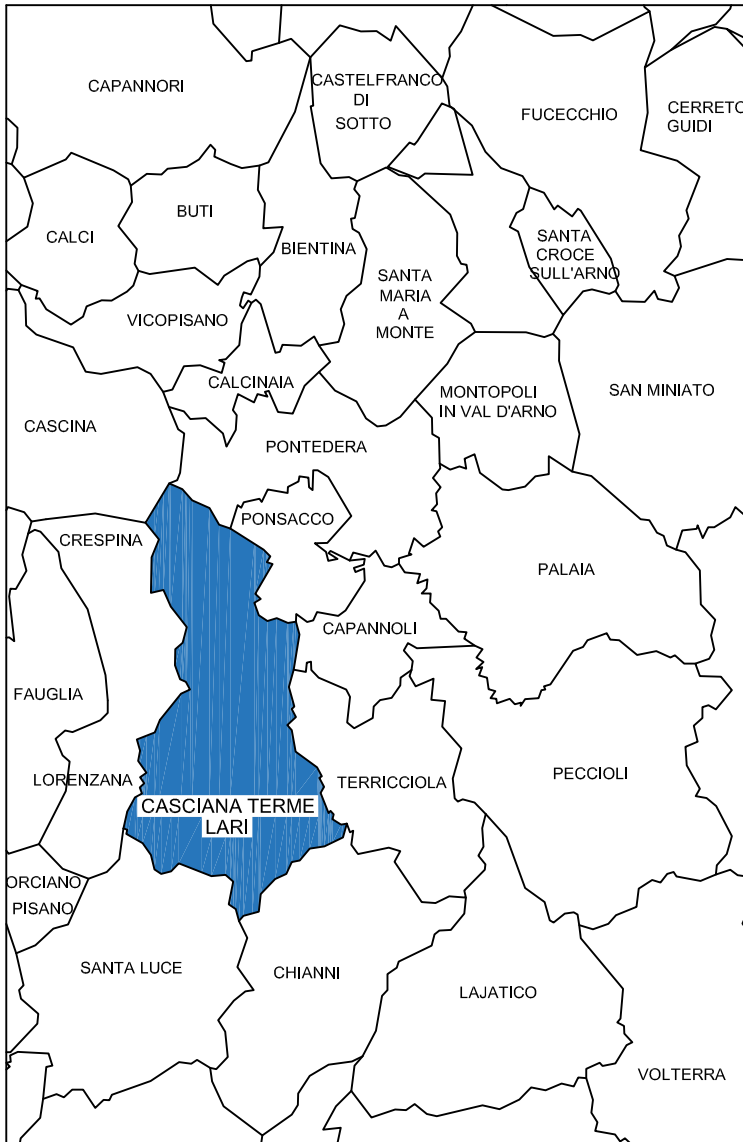 CAPANNORI
CASTELFRANCO
DI
SOTTO
FUCECCHIO
CERRETO
GUIDI
BUTI
CALCI
BIENTINA
SANTA
CROCE
SULL'ARNO
SANTA
MARIA
A
MONTE
VICOPISANO
CALCINAIA
MONTOPOLI
IN VAL D'ARNO
SAN MINIATO
CASCINA
PONTEDERA
PONSACCO
CRESPINA
PALAIA
CAPANNOLI
FAUGLIA
LORENZANA
TERRICCIOLA
PECCIOLI
CASCIANA TERME
LARI
ORCIANO
PISANO
SANTA LUCE
CHIANNI
LAJATICO
VOLTERRA